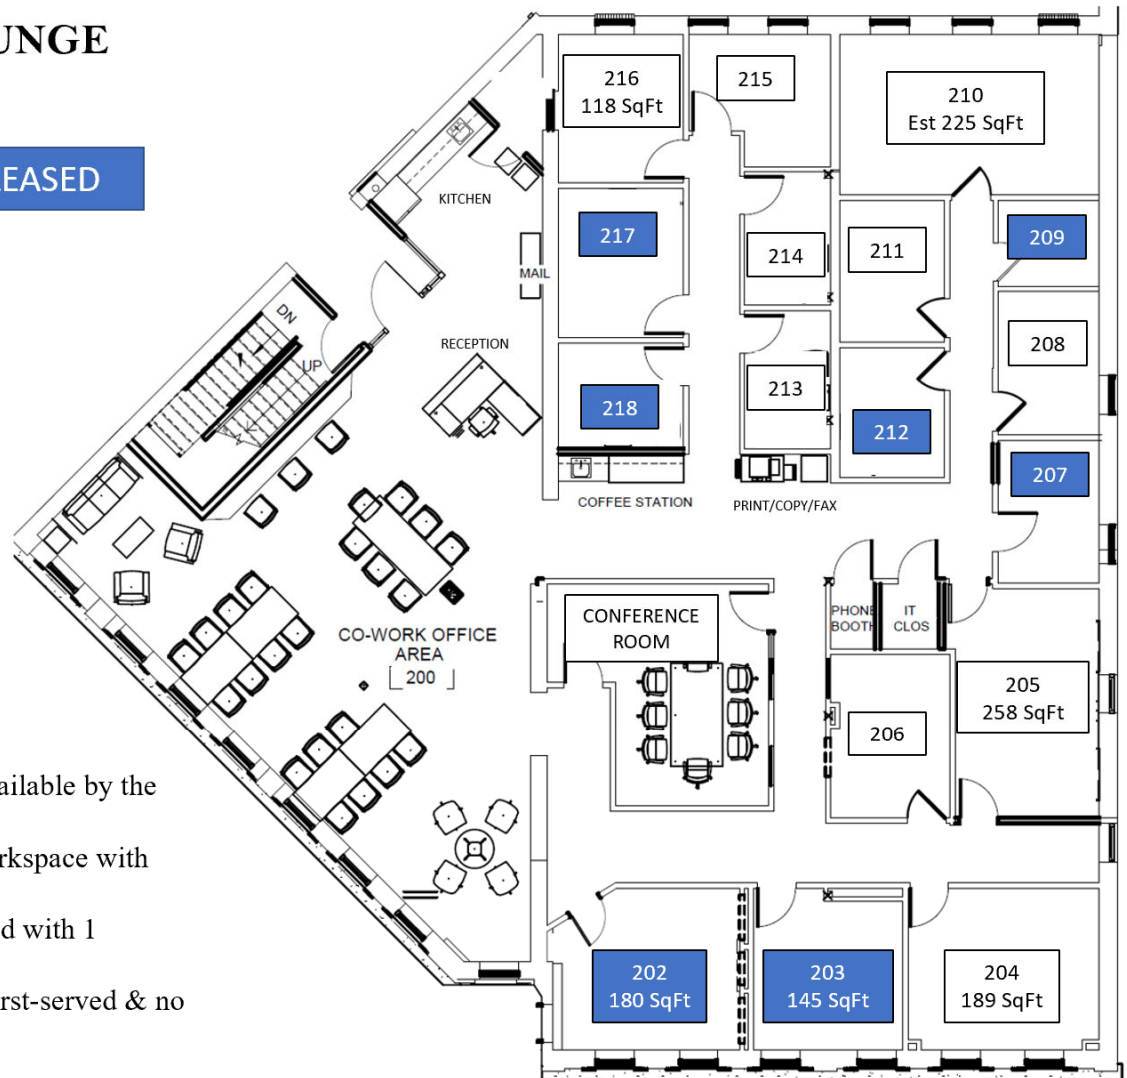 UNGE
EASED
216
118 SqFt
215
210
Est 225 SqFt
KITCHEN
217
214
211
209
MAIL
DN
UP
RECEPTION
208
218
213
212
207
COFFEE STATION
PRINT/COPY/FAX
CONFERENCE
ROOM
PHONE
BOOTH
IT
CLOS
CO-WORK OFFICE
AREA
200
205
258 SqFt
206
ailable by the
rkspace with
d with 1
rst-served & no
202
180 SqFt
203
145 SqFt
204
189 SqFt